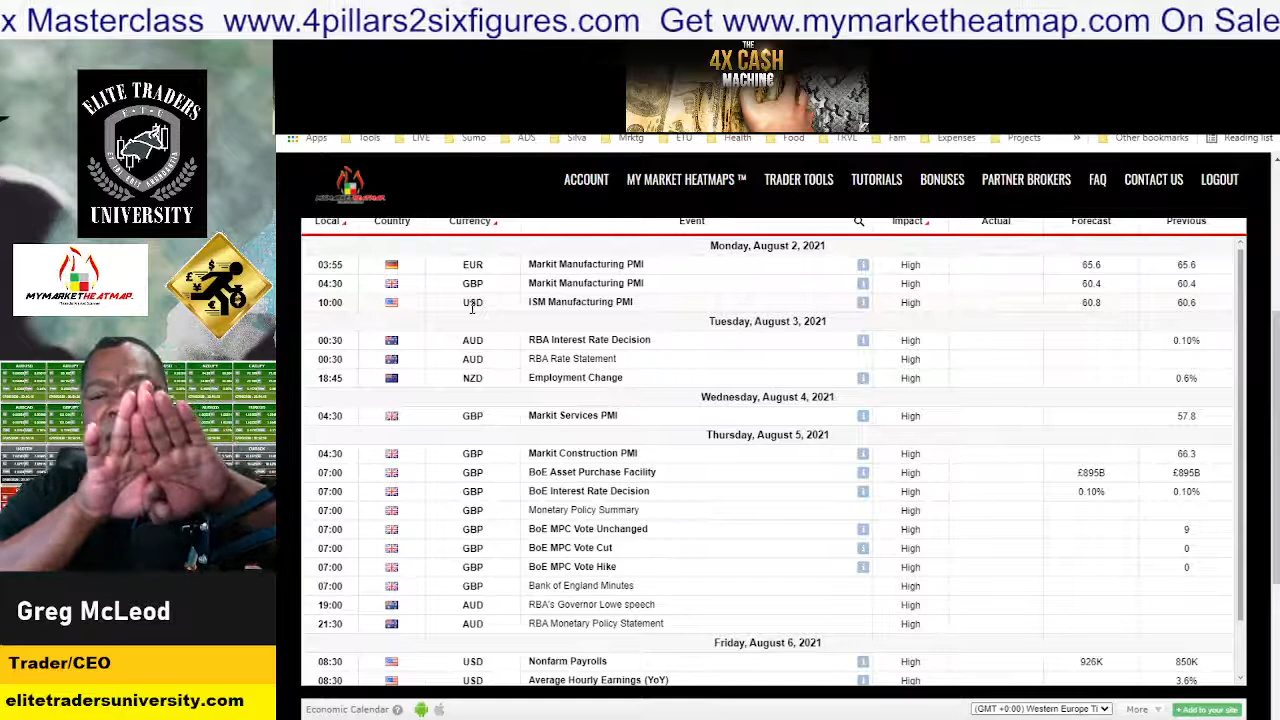 x Masterclass www.4pillars2sixfigures.com Get www.mymarketheatmap.com On Sale
THE
4X CASH
MACHINE
ELITE TRADERS
E T U
UNIVERSITY
MYMARKETHEATMAP.
Apps Tools LIVE Sumo ADS Silva Mrktg ETU Health Food TRVL Fam Expenses Projects » Other bookmarks Reading list
ACCOUNT MY MARKET HEATMAPS ™ TRADER TOOLS TUTORIALS BONUSES PARTNER BROKERS FAQ CONTACT US LOGOUT
Local Country Currency Event Impact Actual Forecast Previous
Monday, August 2, 2021
03:55 EUR Markit Manufacturing PMI High 65.6 65.6
04:30 GBP Markit Manufacturing PMI High 60.4 60.4
10:00 USD ISM Manufacturing PMI High 60.8 60.6
Tuesday, August 3, 2021
00:30 AUD RBA Interest Rate Decision High 0.10%
00:30 AUD RBA Rate Statement High
18:45 NZD Employment Change High 0.6%
Wednesday, August 4, 2021
04:30 GBP Markit Services PMI High 57.8
Thursday, August 5, 2021
04:30 GBP Markit Construction PMI High 66.3
07:00 GBP BoE Asset Purchase Facility High £895B £895B
07:00 GBP BoE Interest Rate Decision High 0.10% 0.10%
07:00 GBP Monetary Policy Summary High
07:00 GBP BoE MPC Vote Unchanged High 9
07:00 GBP BoE MPC Vote Cut High 0
07:00 GBP BoE MPC Vote Hike High 0
07:00 GBP Bank of England Minutes High
19:00 AUD RBA's Governor Lowe speech High
21:30 AUD RBA Monetary Policy Statement High
Friday, August 6, 2021
08:30 USD Nonfarm Payrolls High 926K 850K
08:30 USD Average Hourly Earnings (YoY) High 3.6%
Economic Calendar (GMT +0:00) Western Europe Ti More + Add to your site
Greg McLeod
Trader/CEO
elitetradersuniversity.com